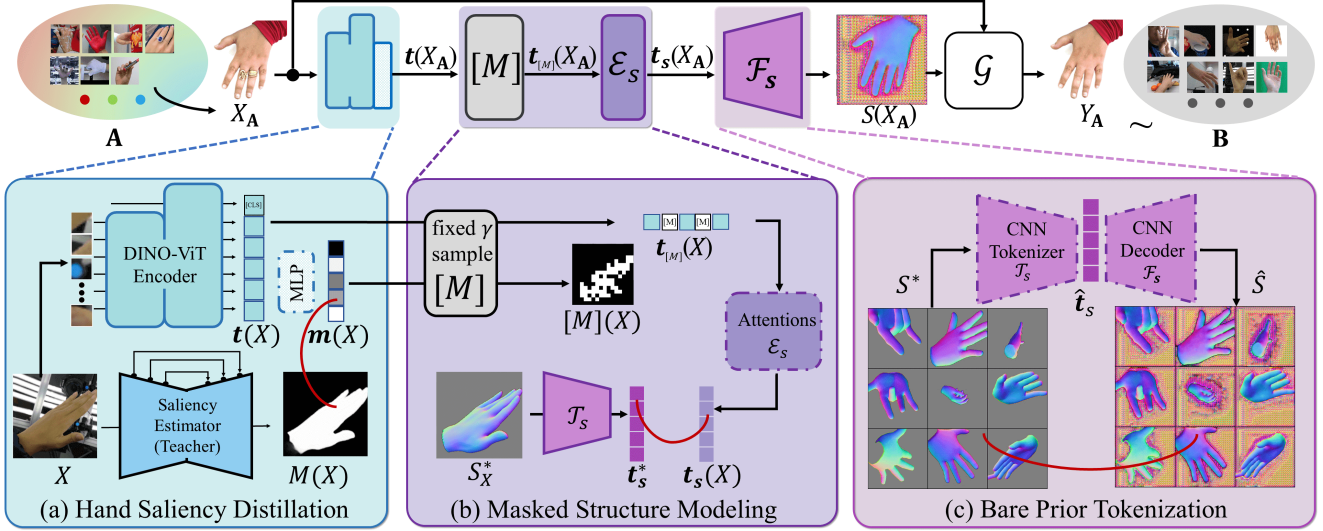 A
X_A
t(X_A)
[M]
t_[M](X_A)
ℰ_s
t_s(X_A)
ℱ_s
S(X_A)
𝒢
Y_A
~
B
[CLS]
DINO-ViT
Encoder
t(X)
MLP
m(X)
X
Saliency
Estimator
(Teacher)
M(X)
(a) Hand Saliency Distillation
fixed γ
sample
[M]
[M]
[M]
t_[M](X)
[M](X)
Attentions
ℰ_s
S*_X
𝒯_s
t*_s
t_s(X)
(b) Masked Structure Modeling
S*
CNN
Tokenizer
𝒯_s
t̂_s
CNN
Decoder
ℱ_s
Ŝ
(c) Bare Prior Tokenization